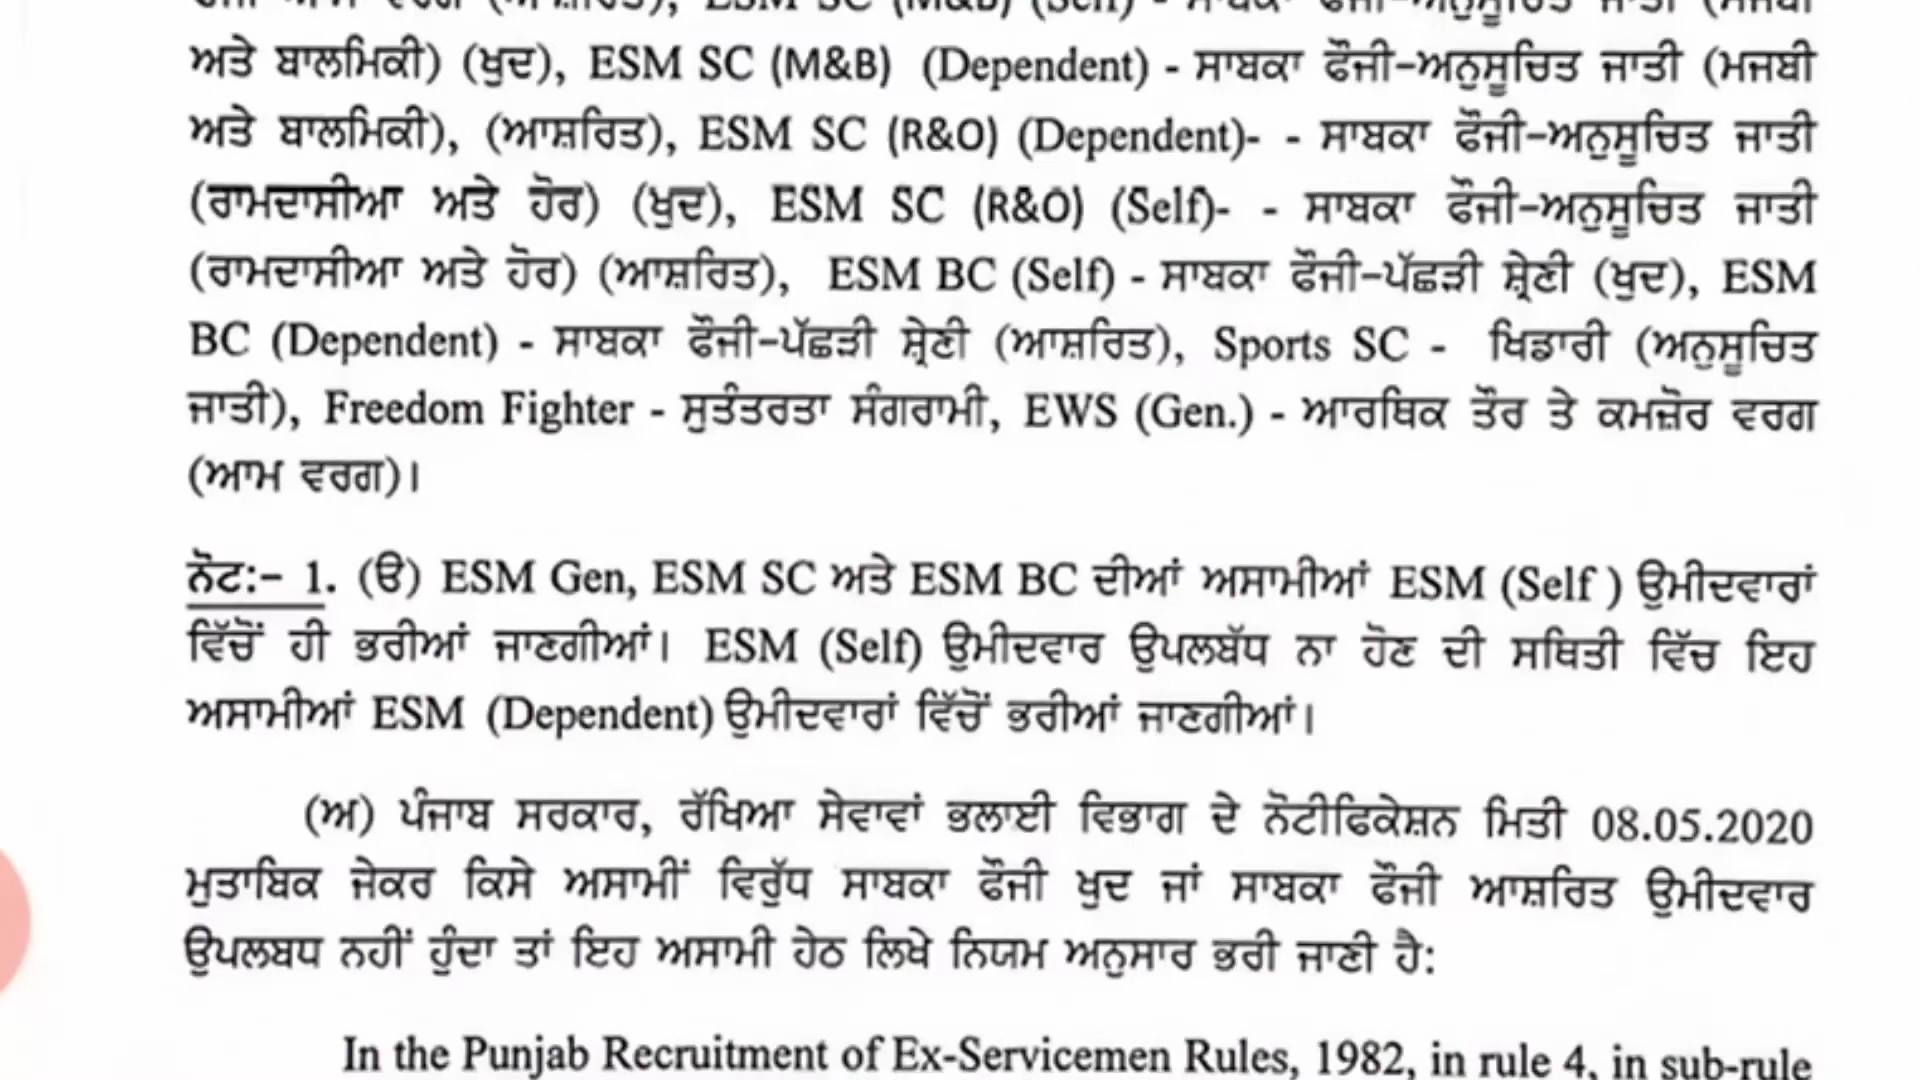 ਅਤੇ ਬਾਲਮਿਕੀ) (ਖੁਦ), ESM SC (M&B) (Dependent) - ਸਾਬਕਾ ਫੌਜੀ-ਅਨੁਸੂਚਿਤ ਜਾਤੀ (ਮਜਬੀ
ਅਤੇ ਬਾਲਮਿਕੀ), (ਆਸ਼ਰਿਤ), ESM SC (R&O) (Dependent)- - ਸਾਬਕਾ ਫੌਜੀ-ਅਨੁਸੂਚਿਤ ਜਾਤੀ
(ਰਾਮਦਾਸੀਆ ਅਤੇ ਹੋਰ) (ਖੁਦ), ESM SC (R&O) (Self)- - ਸਾਬਕਾ ਫੌਜੀ-ਅਨੁਸੂਚਿਤ ਜਾਤੀ
(ਰਾਮਦਾਸੀਆ ਅਤੇ ਹੋਰ) (ਆਸ਼ਰਿਤ), ESM BC (Self) - ਸਾਬਕਾ ਫੌਜੀ-ਪੱਛੜੀ ਸ਼੍ਰੇਣੀ (ਖੁਦ), ESM
BC (Dependent) - ਸਾਬਕਾ ਫੌਜੀ-ਪੱਛੜੀ ਸ਼੍ਰੇਣੀ (ਆਸ਼ਰਿਤ), Sports SC - ਖਿਡਾਰੀ (ਅਨੁਸੂਚਿਤ
ਜਾਤੀ), Freedom Fighter - ਸੁਤੰਤਰਤਾ ਸੰਗਰਾਮੀ, EWS (Gen.) - ਆਰਥਿਕ ਤੌਰ ਤੇ ਕਮਜ਼ੋਰ ਵਰਗ
(ਆਮ ਵਰਗ)।
ਨੋਟ:- 1. (ੳ) ESM Gen, ESM SC ਅਤੇ ESM BC ਦੀਆਂ ਅਸਾਮੀਆਂ ESM (Self ) ਉਮੀਦਵਾਰਾਂ
ਵਿੱਚੋਂ ਹੀ ਭਰੀਆਂ ਜਾਣਗੀਆਂ। ESM (Self) ਉਮੀਦਵਾਰ ਉਪਲਬੱਧ ਨਾ ਹੋਣ ਦੀ ਸਥਿਤੀ ਵਿੱਚ ਇਹ
ਅਸਾਮੀਆਂ ESM (Dependent) ਉਮੀਦਵਾਰਾਂ ਵਿੱਚੋਂ ਭਰੀਆਂ ਜਾਣਗੀਆਂ।
(ਅ) ਪੰਜਾਬ ਸਰਕਾਰ, ਰੱਖਿਆ ਸੇਵਾਵਾਂ ਭਲਾਈ ਵਿਭਾਗ ਦੇ ਨੋਟੀਫਿਕੇਸ਼ਨ ਮਿਤੀ 08.05.2020
ਮੁਤਾਬਿਕ ਜੇਕਰ ਕਿਸੇ ਅਸਾਮੀਂ ਵਿਰੁੱਧ ਸਾਬਕਾ ਫੌਜੀ ਖੁਦ ਜਾਂ ਸਾਬਕਾ ਫੌਜੀ ਆਸ਼ਰਿਤ ਉਮੀਦਵਾਰ
ਉਪਲਬਧ ਨਹੀਂ ਹੁੰਦਾ ਤਾਂ ਇਹ ਅਸਾਮੀ ਹੇਠ ਲਿਖੇ ਨਿਯਮ ਅਨੁਸਾਰ ਭਰੀ ਜਾਣੀ ਹੈ:
In the Punjab Recruitment of Ex-Servicemen Rules, 1982, in rule 4, in sub-rule